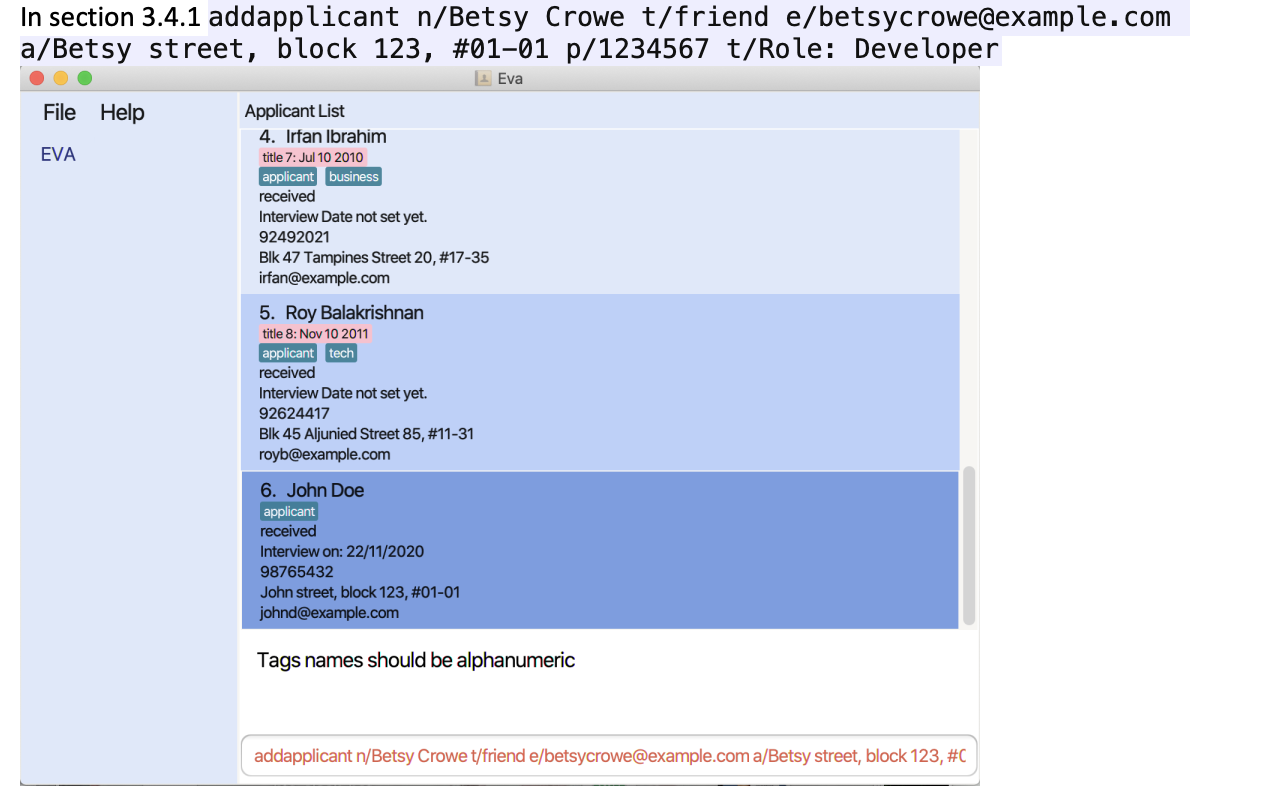 In section 3.4.1 addapplicant n/Betsy Crowe t/friend e/betsycrowe@example.com
a/Betsy street, block 123, #01-01 p/1234567 t/Role: Developer
Eva
File Help
Applicant List
EVA
4. Irfan Ibrahim
title 7: Jul 10 2010
applicant business
received
Interview Date not set yet.
92492021
Blk 47 Tampines Street 20, #17-35
irfan@example.com
5. Roy Balakrishnan
title 8: Nov 10 2011
applicant tech
received
Interview Date not set yet.
92624417
Blk 45 Aljunied Street 85, #11-31
royb@example.com
6. John Doe
applicant
received
Interview on: 22/11/2020
98765432
John street, block 123, #01-01
johnd@example.com
Tags names should be alphanumeric
addapplicant n/Betsy Crowe t/friend e/betsycrowe@example.com a/Betsy street, block 123, #0